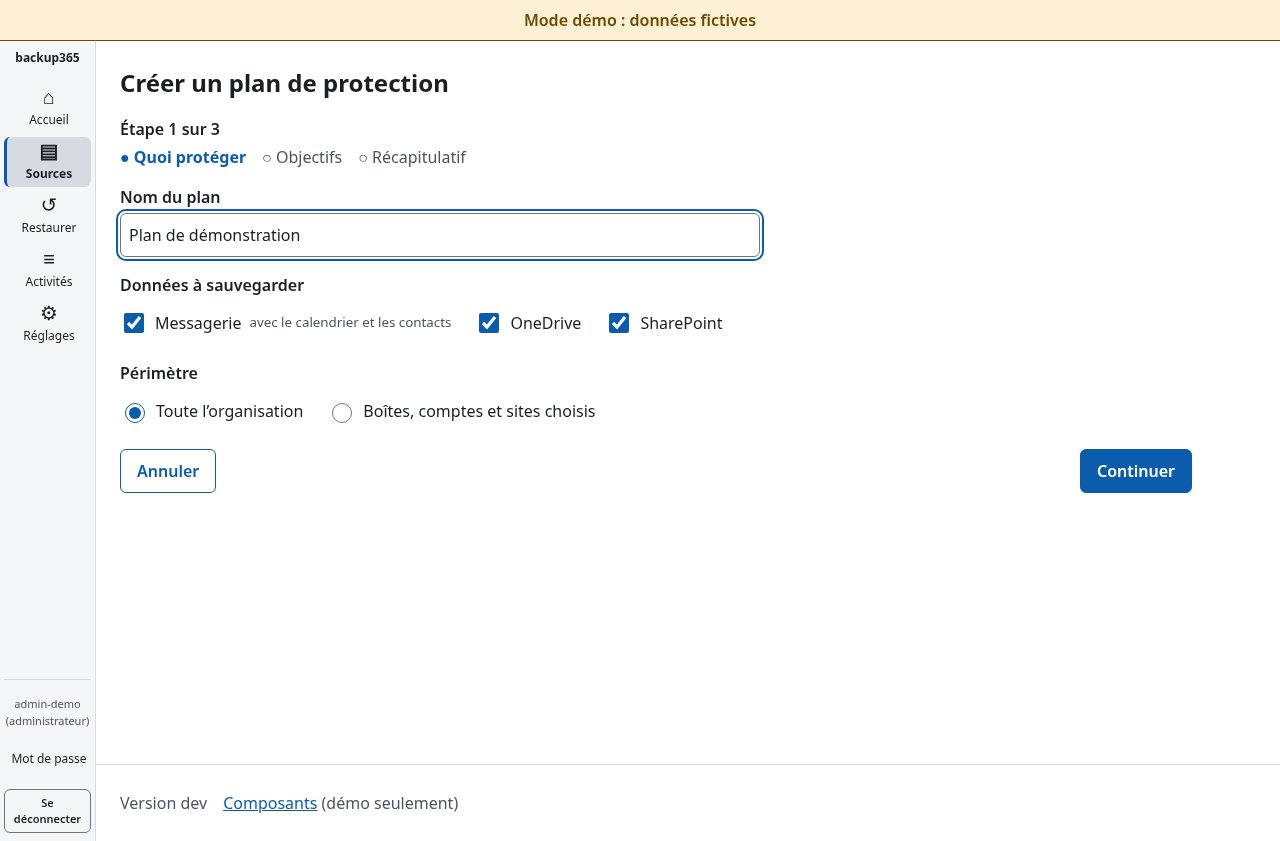 Mode démo : données fictives
backup365
Accueil
Sources
Restaurer
Activités
Réglages
admin-demo
(administrateur)
Mot de passe
Se
déconnecter
Créer un plan de protection
Étape 1 sur 3
● Quoi protéger ○ Objectifs ○ Récapitulatif
Nom du plan
Plan de démonstration
Données à sauvegarder
Messagerie avec le calendrier et les contacts OneDrive SharePoint
Périmètre
Toute l’organisation Boîtes, comptes et sites choisis
Annuler Continuer
Version dev Composants (démo seulement)